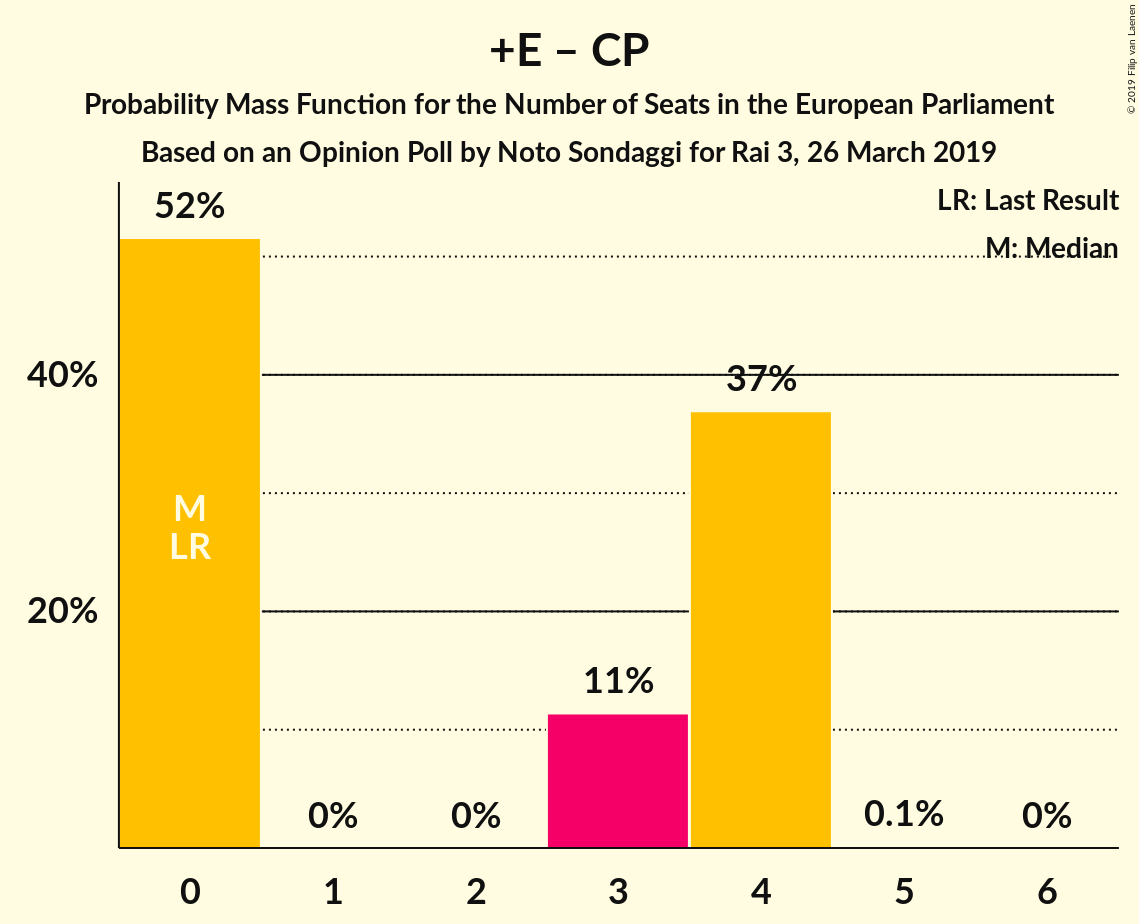 +E – CP
Probability Mass Function for the Number of Seats in the European Parliament
Based on an Opinion Poll by Noto Sondaggi for Rai 3, 26 March 2019
© 2019 Filip van Laenen
LR: Last Result
M: Median
52%
40%
37%
M
LR
20%
11%
0%
0%
0.1%
0%
0
1
2
3
4
5
6